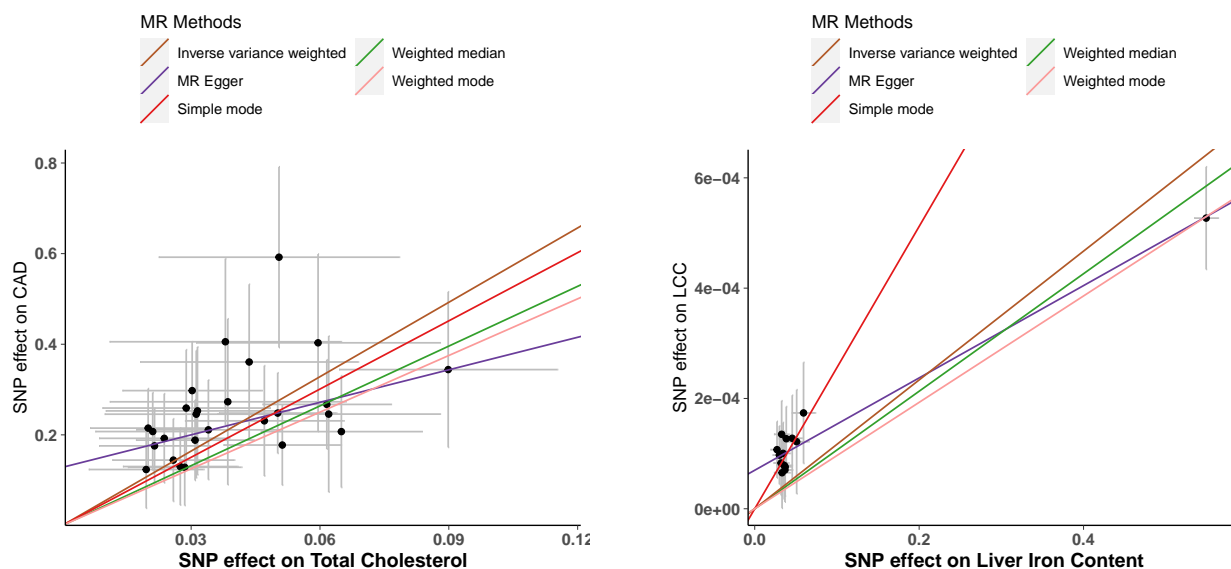 MR Methods
Inverse variance weighted
Weighted median
MR Egger
Weighted mode
Simple mode
0.8
0.6
0.4
0.2
SNP effect on CAD
0.03
0.06
0.09
0.12
SNP effect on Total Cholesterol
MR Methods
Inverse variance weighted
Weighted median
MR Egger
Weighted mode
Simple mode
6e−04
4e−04
2e−04
0e+00
SNP effect on LCC
0.0
0.2
0.4
SNP effect on Liver Iron Content